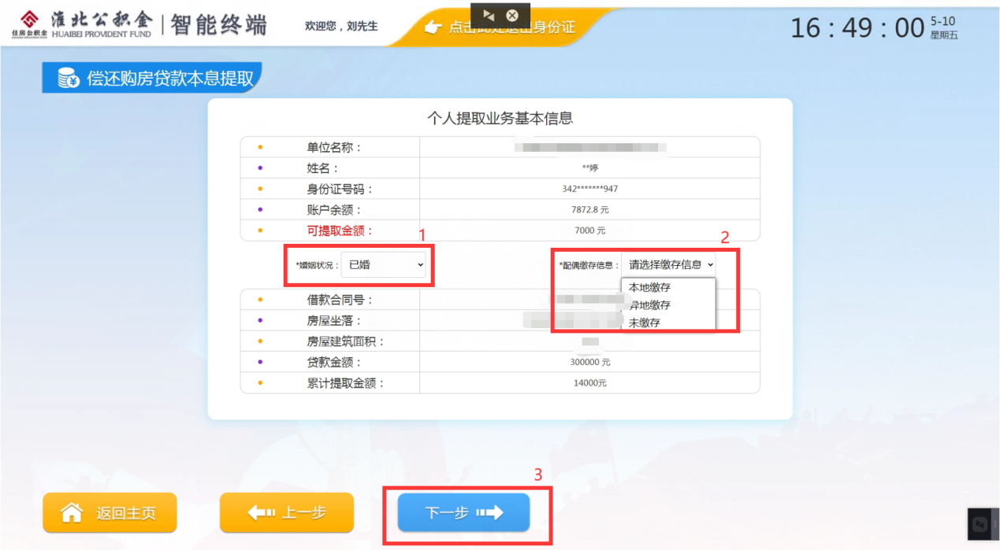 住房公积金
淮北公积金
HUAIBEI PROVIDENT FUND
智能终端
欢迎您，刘先生
点击此处退出身份证
16：49：00
5-10
星期五
偿还购房贷款本息提取
个人提取业务基本信息
单位名称：
姓名： **婷
身份证号码： 342*******947
账户余额： 7872.8 元
可提取金额： 7000 元
1
2
*婚姻状况： 已婚
*配偶缴存信息： 请选择缴存信息
本地缴存
异地缴存
未缴存
借款合同号：
房屋坐落：
房屋建筑面积：
贷款金额： 300000 元
累计提取金额： 14000元
3
返回主页
上一步
下一步